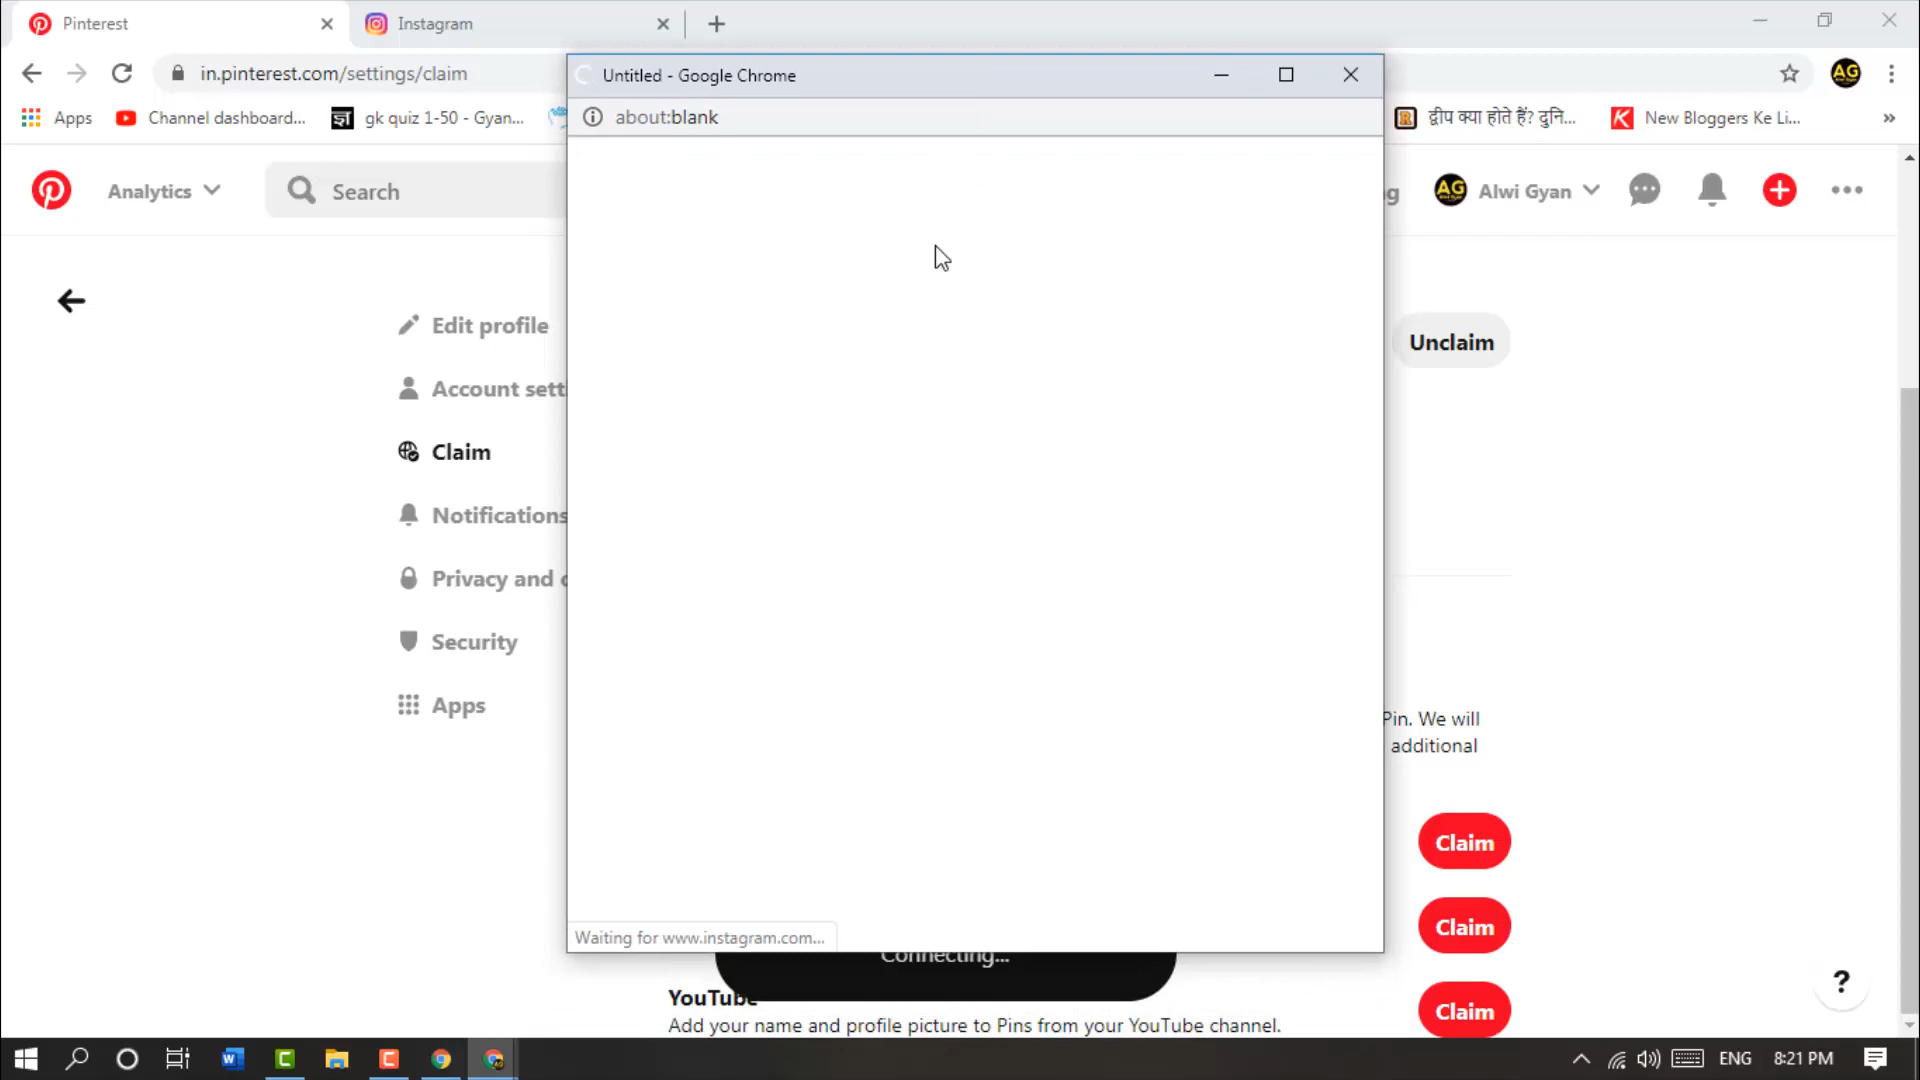 Pinterest
Instagram
in.pinterest.com/settings/claim
Untitled - Google Chrome
about:blank
Apps
Channel dashboard...
gk quiz 1-50 - Gyan...
द्वीप क्या होते हैं? दुनि...
New Bloggers Ke Li...
»
Analytics
Search
AG
Alwi Gyan
Edit profile
Account sett
Claim
Notifications
Privacy and
Security
Apps
Unclaim
Pin. We will
additional
Claim
Claim
Claim
Waiting for www.instagram.com...
Connecting...
YouTube
Add your name and profile picture to Pins from your YouTube channel.
?
ENG
8:21 PM